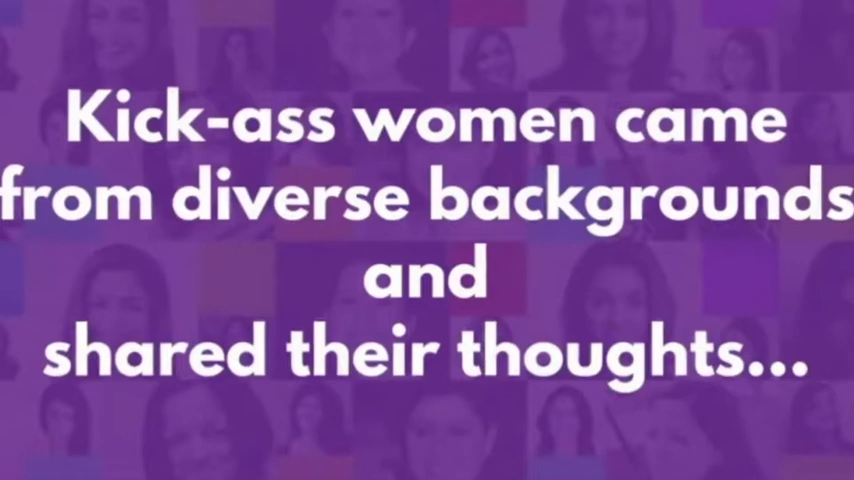 Kick-ass women came
from diverse backgrounds
and
shared their thoughts...